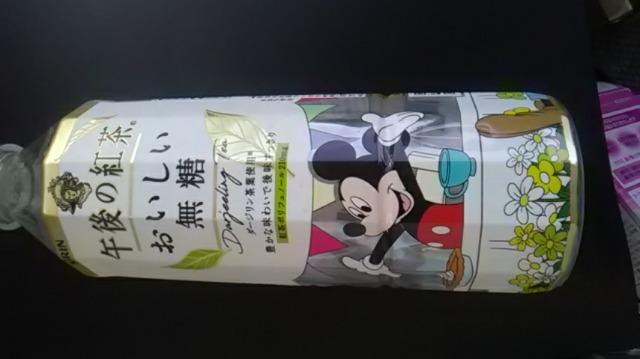 KIRIN
午後の紅茶®
おいしい
無糖
Darjeeling Tea
ダージリン茶葉使用
豊かな味わいで後味すっきり